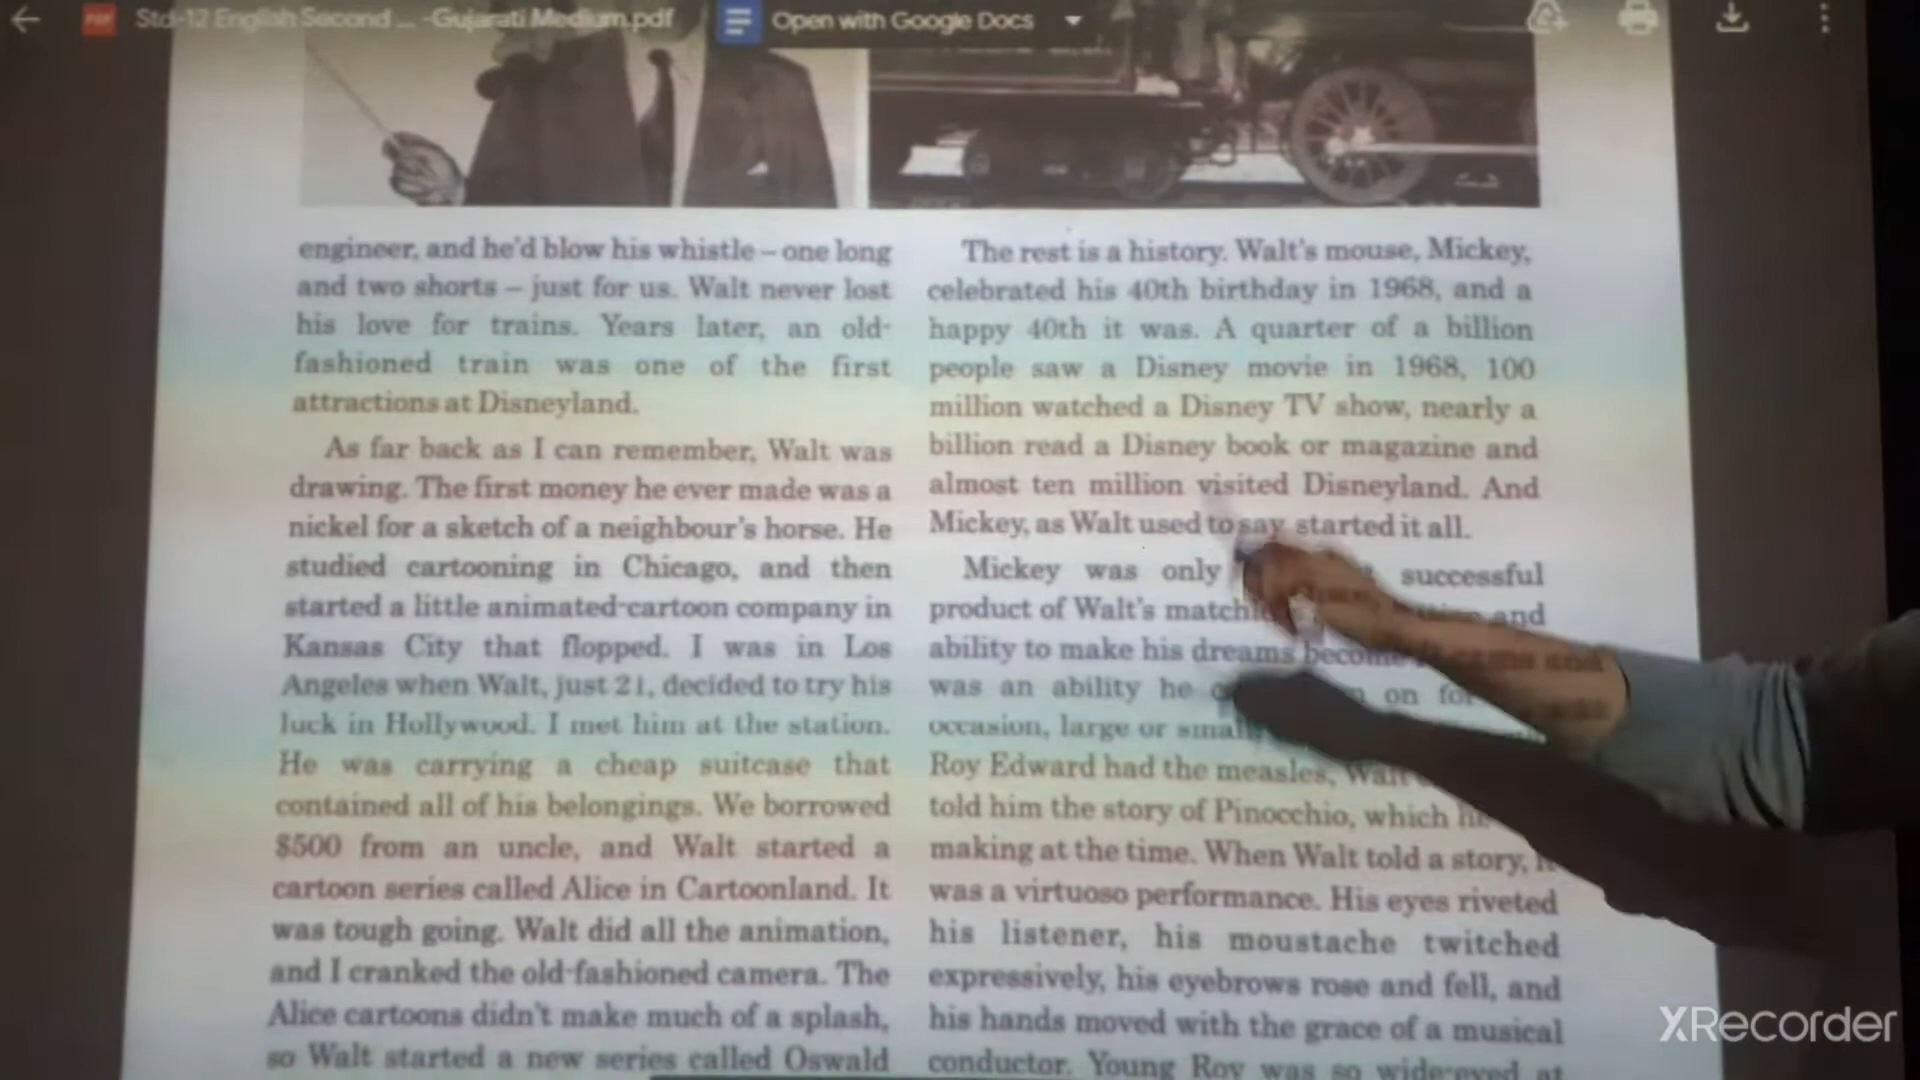 Std-12 English Second ... -Gujarati Medium.pdf
Open with Google Docs
engineer, and he'd blow his whistle – one long
and two shorts – just for us. Walt never lost
his love for trains. Years later, an old-
fashioned train was one of the first
attractions at Disneyland.
As far back as I can remember, Walt was
drawing. The first money he ever made was a
nickel for a sketch of a neighbour's horse. He
studied cartooning in Chicago, and then
started a little animated-cartoon company in
Kansas City that flopped. I was in Los
Angeles when Walt, just 21, decided to try his
luck in Hollywood. I met him at the station.
He was carrying a cheap suitcase that
contained all of his belongings. We borrowed
$500 from an uncle, and Walt started a
cartoon series called Alice in Cartoonland. It
was tough going. Walt did all the animation,
and I cranked the old-fashioned camera. The
Alice cartoons didn't make much of a splash,
so Walt started a new series called Oswald
The rest is a history. Walt's mouse, Mickey,
celebrated his 40th birthday in 1968, and a
happy 40th it was. A quarter of a billion
people saw a Disney movie in 1968, 100
million watched a Disney TV show, nearly a
billion read a Disney book or magazine and
almost ten million visited Disneyland. And
Mickey, as Walt used to say started it all.
Mickey was only successful
product of Walt's and
ability to make his dreams become
was an ability he on
occasion, large or small,
Roy Edward had the measles, Walt
told him the story of Pinocchio, which he
making at the time. When Walt told a story,
was a virtuoso performance. His eyes riveted
his listener, his moustache twitched
expressively, his eyebrows rose and fell, and
his hands moved with the grace of a musical
conductor. Young Roy was so wide-eyed at
XRecorder